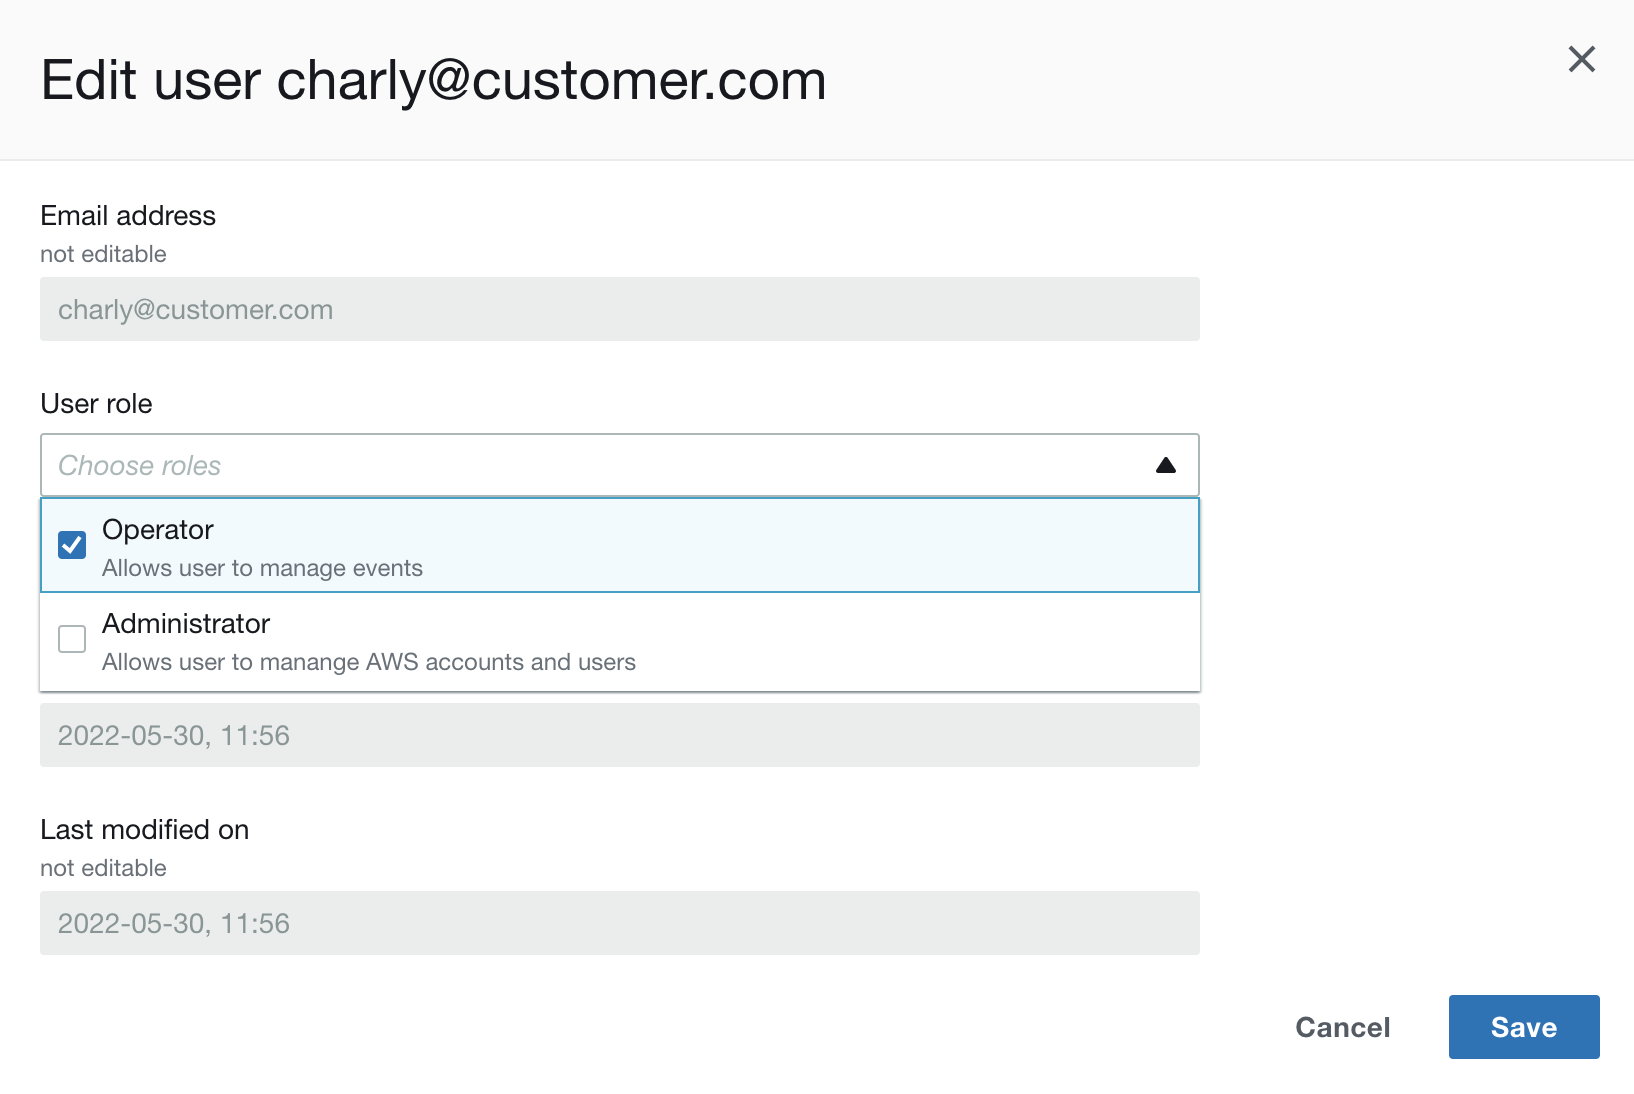 Edit user charly@customer.com
Email address
not editable
charly@customer.com
User role
Choose roles
Operator
Allows user to manage events
Administrator
Allows user to manange AWS accounts and users
2022-05-30, 11:56
Last modified on
not editable
2022-05-30, 11:56
Cancel
Save